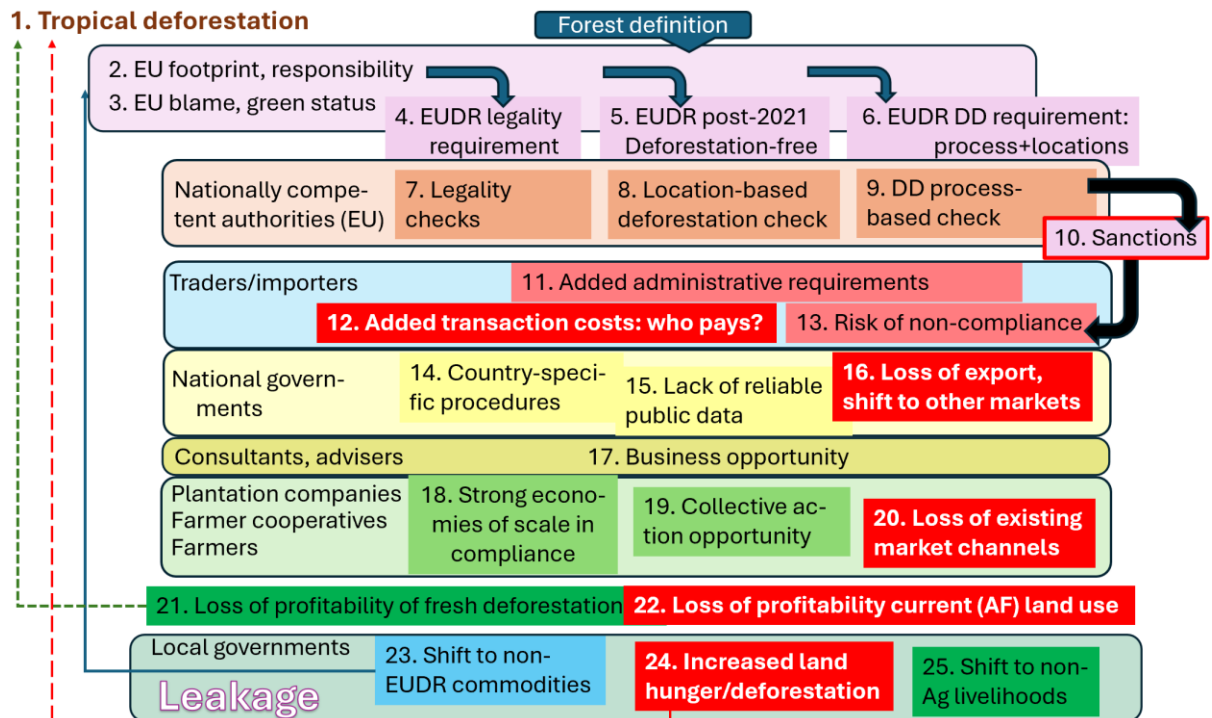 1. Tropical deforestation
Forest definition
2. EU footprint, responsibility
3. EU blame, green status
4. EUDR legality
requirement
5. EUDR post-2021
Deforestation-free
6. EUDR DD requirement:
process+locations
Nationally compe-
tent authorities (EU)
7. Legality
checks
8. Location-based
deforestation check
9. DD process-
based check
10. Sanctions
Traders/importers
11. Added administrative requirements
12. Added transaction costs: who pays?
13. Risk of non-compliance
National govern-
ments
14. Country-speci-
fic procedures
15. Lack of reliable
public data
16. Loss of export,
shift to other markets
Consultants, advisers
17. Business opportunity
Plantation companies
Farmer cooperatives
Farmers
18. Strong econo-
mies of scale in
compliance
19. Collective ac-
tion opportunity
20. Loss of existing
market channels
21. Loss of profitability of fresh deforestation
22. Loss of profitability current (AF) land use
Local governments
Leakage
23. Shift to non-
EUDR commodities
24. Increased land
hunger/deforestation
25. Shift to non-
Ag livelihoods